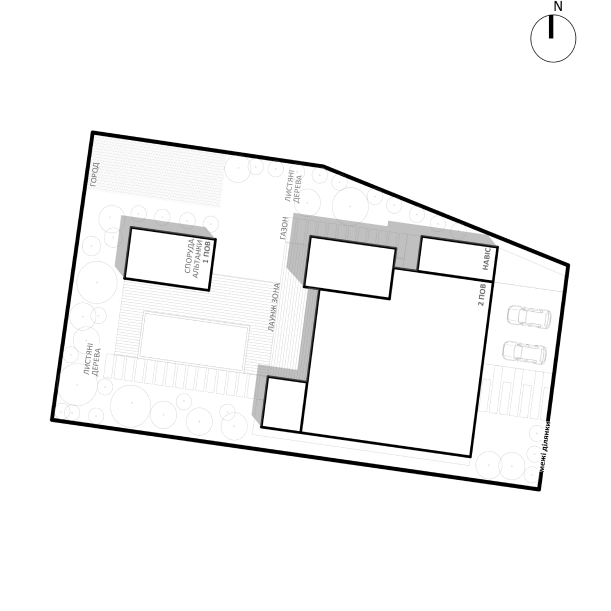 N
ГОРОД
ЛИСТЯНІ
ДЕРЕВА
ГАЗОН
СПОРУДА
АЛЬТАНКИ
1 ПОВ
НАВІС
2 ПОВ
ЛАУНЖ ЗОНА
ЛИСТЯНІ
ДЕРЕВА
межі ділянки